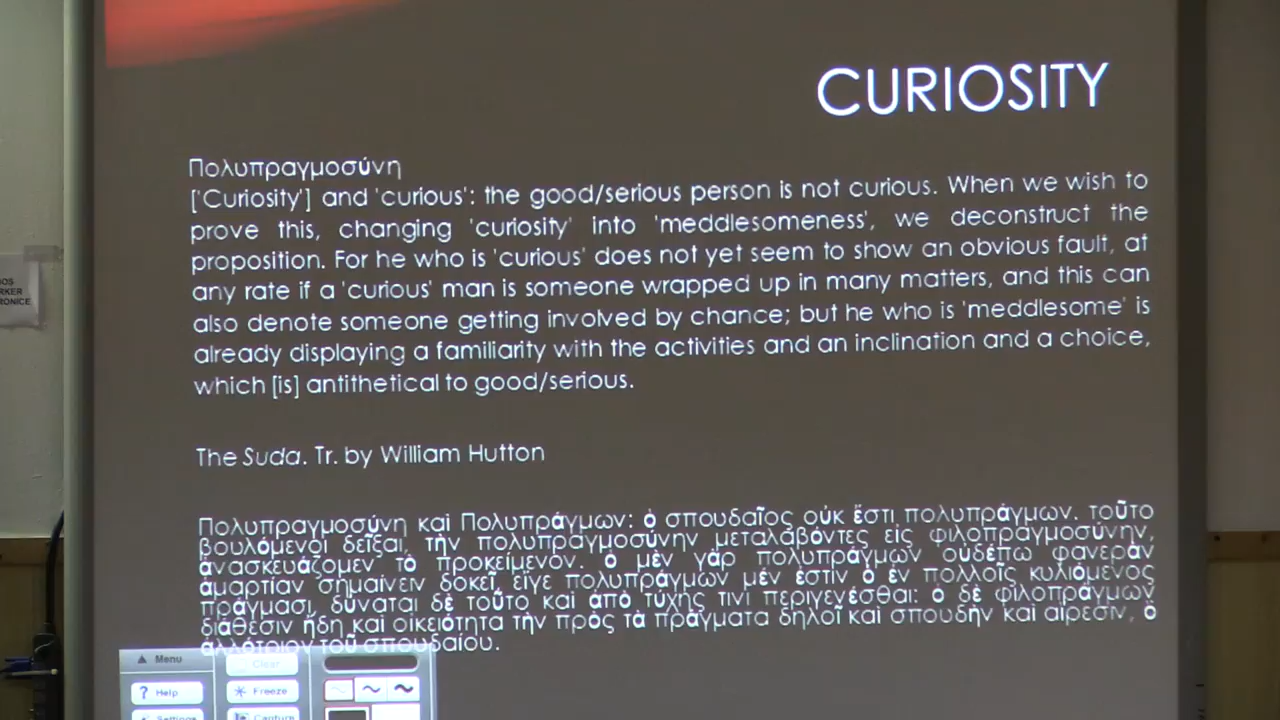 CURIOSITY
Πολυπραγμοσύνη
['Curiosity'] and 'curious': the good/serious person is not curious. When we wish to
prove this, changing 'curiosity' into 'meddlesomeness', we deconstruct the
proposition. For he who is 'curious' does not yet seem to show an obvious fault, at
any rate if a 'curious' man is someone wrapped up in many matters, and this can
also denote someone getting involved by chance; but he who is 'meddlesome' is
already displaying a familiarity with the activities and an inclination and a choice,
which [is] antithetical to good/serious.
The Suda. Tr. by William Hutton
Πολυπραγμοσύνη καὶ Πολυπράγμων: ὁ σπουδαῖος οὐκ ἔστι πολυπράγμων. τοῦτο
βουλόμενοι δεῖξαι, τὴν πολυπραγμοσύνην μεταλαβόντες εἰς φιλοπραγμοσύνην,
ἀνασκευάζομεν τὸ προκείμενον. ὁ μὲν γὰρ πολυπράγμων οὐδέπω φανερὰν
ἁμαρτίαν σημαίνειν δοκεῖ, εἴγε πολυπράγμων μέν ἐστιν ὁ ἐν πολλοῖς κυλιόμενος
πράγμασι, δύναται δὲ τοῦτο καὶ ἀπὸ τύχης τινὶ περιγενέσθαι: ὁ δὲ φιλοπράγμων
διάθεσιν ἤδη καὶ οἰκειότητα τὴν πρὸς τὰ πράγματα δηλοῖ καὶ σπουδὴν καὶ αἵρεσιν, ὃ
ἀλλότριον τοῦ σπουδαίου.
Menu
Clear
Help
Freeze
Settings
Capture